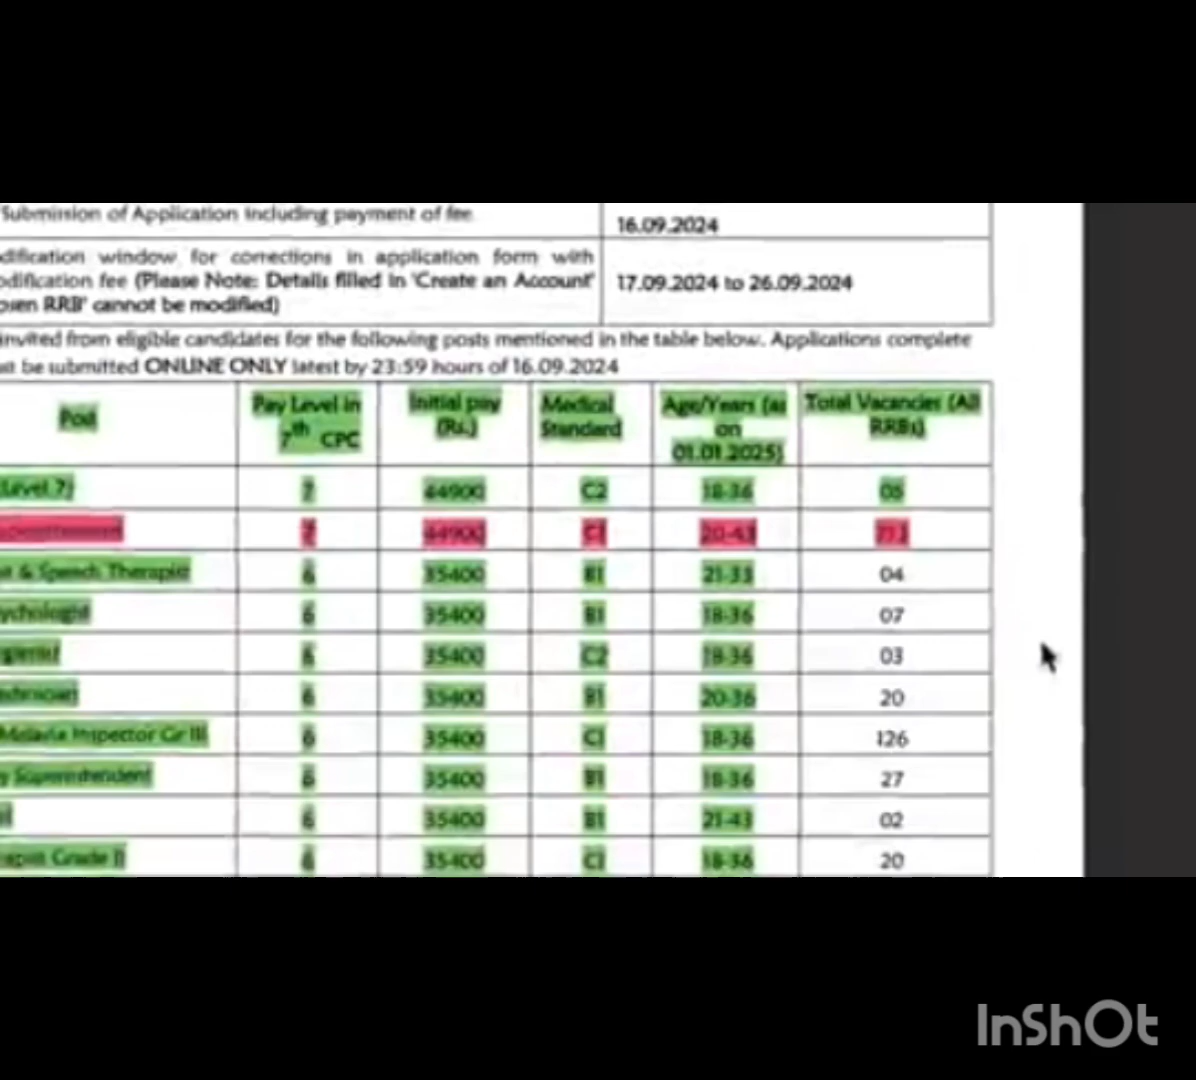 Submission of Application including payment of fee
16.09.2024
dification window for corrections in application form with
odification fee (Please Note: Details filled in 'Create an Account'
osen RRB' cannot be modified)
17.09.2024 to 26.09.2024
invited from eligible candidates for the following posts mentioned in the table below. Applications complete
st be submitted ONLINE ONLY latest by 23:59 hours of 16.09.2024
Post Pay Level in 7th CPC Initial pay (Rs.) Medical Standard Age/Years (as on 01.01.2025) Total Vacancies (All RRBs)
Level 7) 7 44900 C2 18-36 05
7 44900 C1 20-43 713
st & Speech Therapist 6 35400 B1 21-33 04
ychologist 6 35400 B1 18-36 07
gienist 6 35400 C2 18-36 03
echnician 6 35400 B1 20-36 20
Malaria Inspector Gr III 6 35400 C1 18-36 126
y Superintendent 6 35400 B1 18-36 27
6 35400 B1 21-43 02
rapist Grade II 6 35400 C1 18-36 20
InShOt